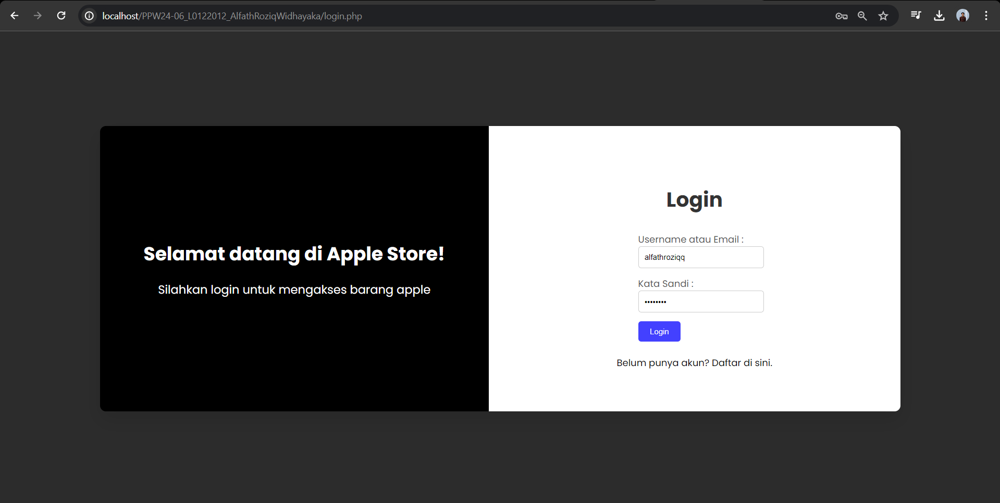 localhost/PPW24-06_L0122012_AlfathRoziqWidhayaka/login.php
Selamat datang di Apple Store!
Silahkan login untuk mengakses barang apple
Login
Username atau Email :
alfathroziqq
Kata Sandi :
••••••••
Login
Belum punya akun? Daftar di sini.